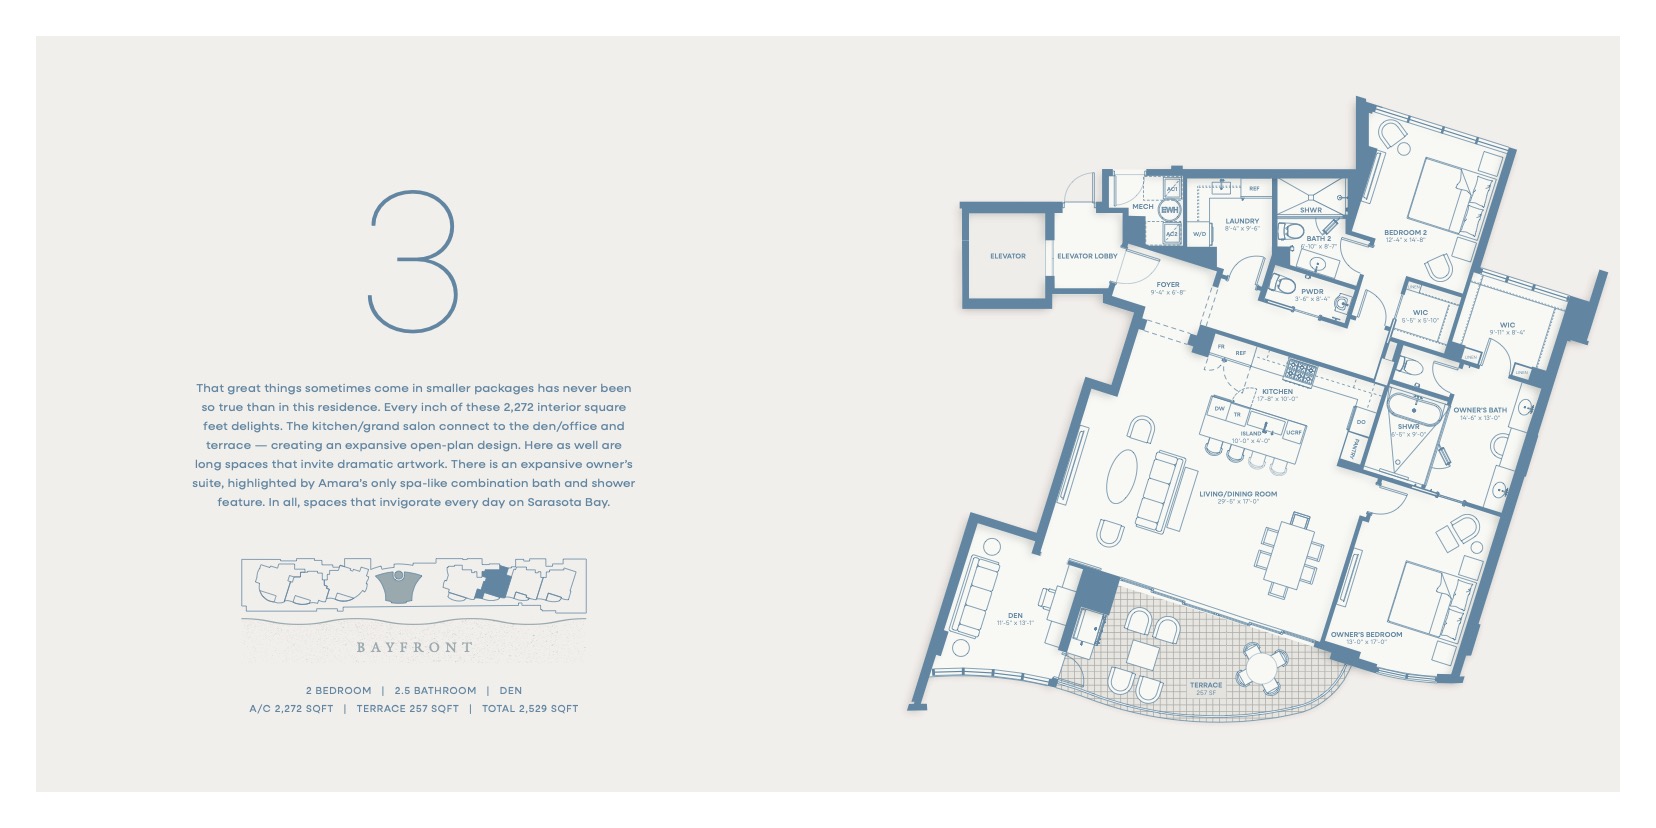 3
That great things sometimes come in smaller packages has never been
so true than in this residence. Every inch of these 2,272 interior square
feet delights. The kitchen/grand salon connect to the den/office and
terrace — creating an expansive open-plan design. Here as well are
long spaces that invite dramatic artwork. There is an expansive owner's
suite, highlighted by Amara's only spa-like combination bath and shower
feature. In all, spaces that invigorate every day on Sarasota Bay.
BAYFRONT
2 BEDROOM | 2.5 BATHROOM | DEN
A/C 2,272 SQFT | TERRACE 257 SQFT | TOTAL 2,529 SQFT
ELEVATOR
ELEVATOR LOBBY
MECH
AC1
EWH
AC2
REF
LAUNDRY
8'-4" x 9'-6"
W/D
SHWR
BATH 2
5'-10" x 8'-7"
BEDROOM 2
12'-4" x 14'-8"
FOYER
9'-4" x 6'-8"
PWDR
3'-6" x 8'-4"
LINEN
WIC
5'-5" x 5'-10"
WIC
9'-11" x 8'-4"
LINEN
LINEN
FR
REF
KITCHEN
17'-8" x 10'-0"
DW
TR
ISLAND
10'-0" x 4'-0"
UCRF
DO
PANTRY
SHWR
6'-5" x 9'-0"
OWNER'S BATH
14'-6" x 13'-0"
LIVING/DINING ROOM
29'-5" x 17'-0"
DEN
11'-5" x 13'-1"
OWNER'S BEDROOM
13'-0" x 17'-0"
TERRACE
257 SF